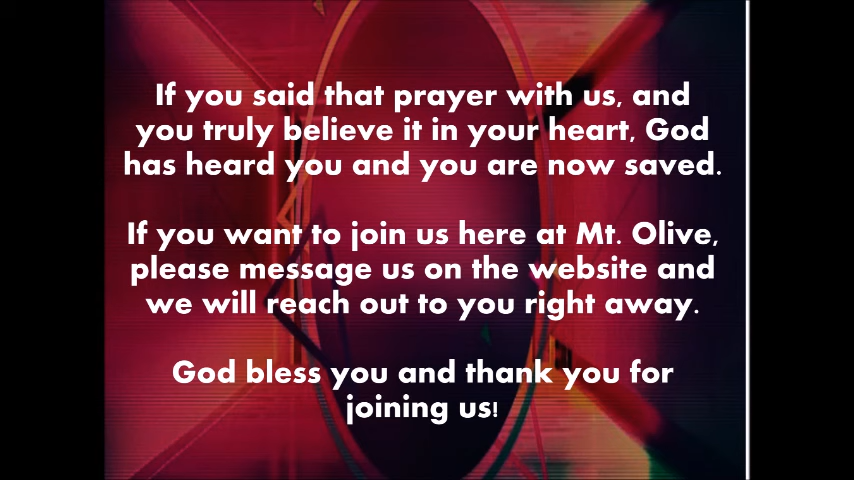 If you said that prayer with us, and
you truly believe it in your heart, God
has heard you and you are now saved.
If you want to join us here at Mt. Olive,
please message us on the website and
we will reach out to you right away.
God bless you and thank you for
joining us!